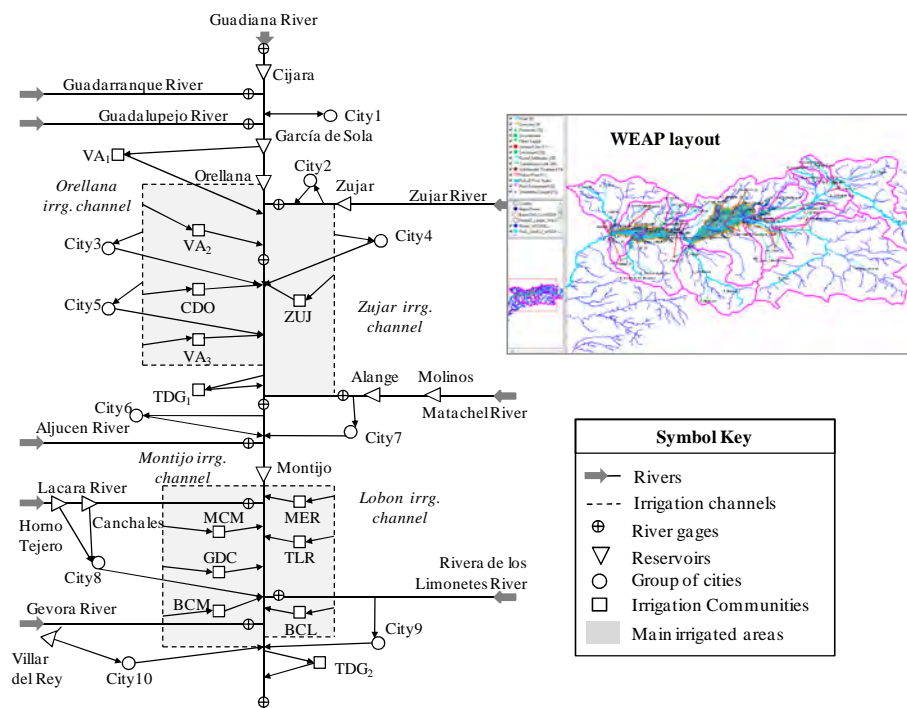 Guadiana River
Cijara
Guadarranque River
Guadalupejo River
City1
García de Sola
VA1
City2
Orellana
Zujar
Orellana
irrg. channel
Zujar River
City3
VA2
City4
City5
CDO
ZUJ
Zujar irrg.
channel
VA3
TDG1
Alange
Molinos
City6
Matachel River
Aljucen River
City7
Montijo irrg.
channel
Montijo
Lacara River
Lobon irrg.
channel
Horno
Tejero
Canchales
MCM
MER
GDC
TLR
City8
Rivera de los
Limonetes River
BCM
BCL
Gevora River
City9
Villar
del Rey
City10
TDG2
WEAP layout
Symbol Key
Rivers
Irrigation channels
River gages
Reservoirs
Group of cities
Irrigation Communities
Main irrigated areas